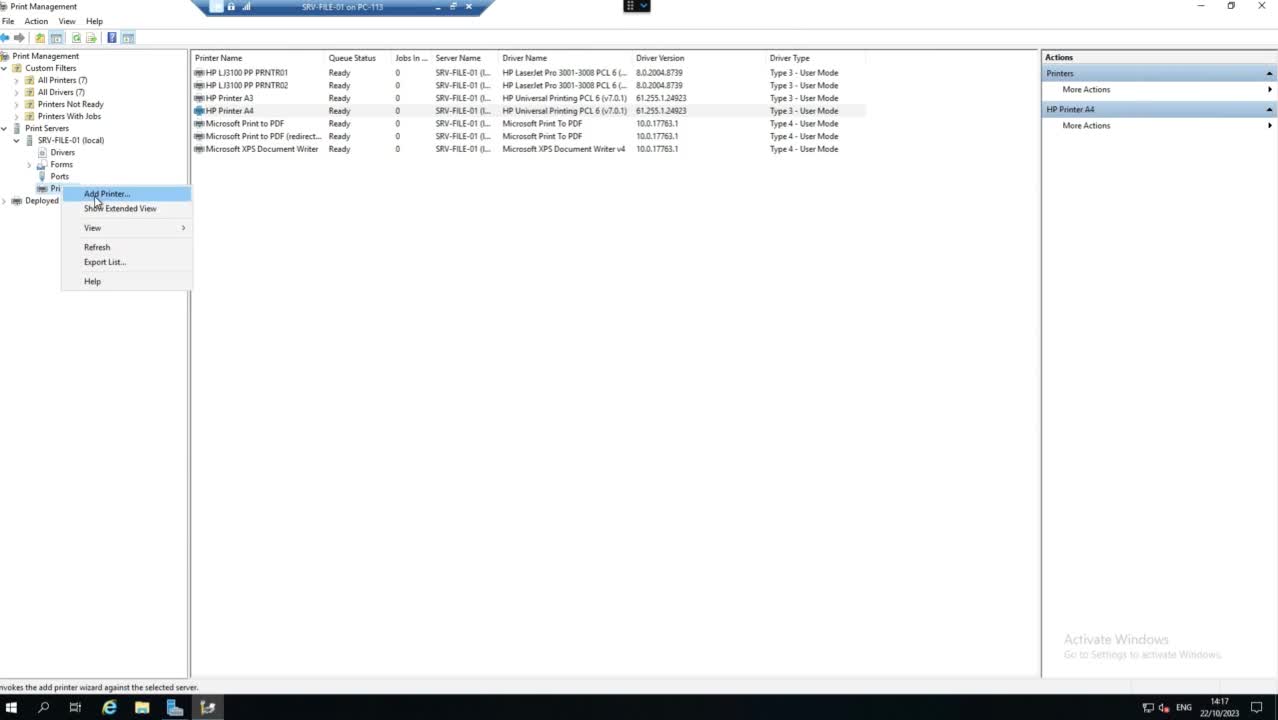 Print Management
SRV-FILE-01 on PC-113
File Action View Help
Print Management
Custom Filters
All Printers (7)
All Drivers (7)
Printers Not Ready
Printers With Jobs
Print Servers
SRV-FILE-01 (local)
Drivers
Forms
Ports
Pri
Deployed
Add Printer...
Show Extended View
View
Refresh
Export List...
Help
Printer Name Queue Status Jobs In ... Server Name Driver Name Driver Version Driver Type
HP LJ3100 PP PRNTR01 Ready 0 SRV-FILE-01 (l... HP LaserJet Pro 3001-3008 PCL 6 (... 8.0.2004.8739 Type 3 - User Mode
HP LJ3100 PP PRNTR02 Ready 0 SRV-FILE-01 (l... HP LaserJet Pro 3001-3008 PCL 6 (... 8.0.2004.8739 Type 3 - User Mode
HP Printer A3 Ready 0 SRV-FILE-01 (l... HP Universal Printing PCL 6 (v7.0.1) 61.255.1.24923 Type 3 - User Mode
HP Printer A4 Ready 0 SRV-FILE-01 (l... HP Universal Printing PCL 6 (v7.0.1) 61.255.1.24923 Type 3 - User Mode
Microsoft Print to PDF Ready 0 SRV-FILE-01 (l... Microsoft Print To PDF 10.0.17763.1 Type 4 - User Mode
Microsoft Print to PDF (redirect... Ready 0 SRV-FILE-01 (l... Microsoft Print To PDF 10.0.17763.1 Type 4 - User Mode
Microsoft XPS Document Writer Ready 0 SRV-FILE-01 (l... Microsoft XPS Document Writer v4 10.0.17763.1 Type 4 - User Mode
Actions
Printers
More Actions
HP Printer A4
More Actions
Activate Windows
Go to Settings to activate Windows.
nvokes the add printer wizard against the selected server.
ENG
14:17
22/10/2023